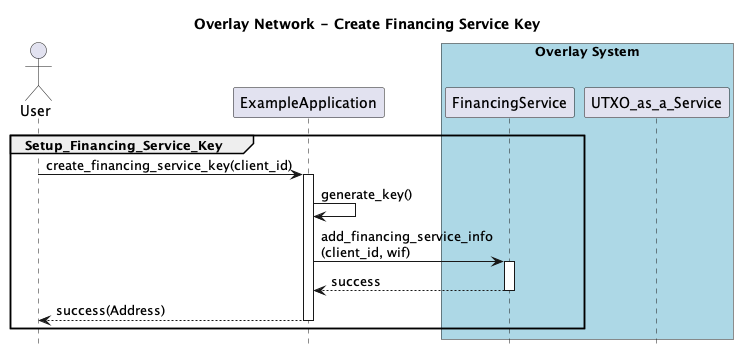 Overlay Network - Create Financing Service Key
Overlay System
User
ExampleApplication
FinancingService
UTXO_as_a_Service
Setup_Financing_Service_Key
create_financing_service_key(client_id)
generate_key()
add_financing_service_info
(client_id, wif)
success
success(Address)